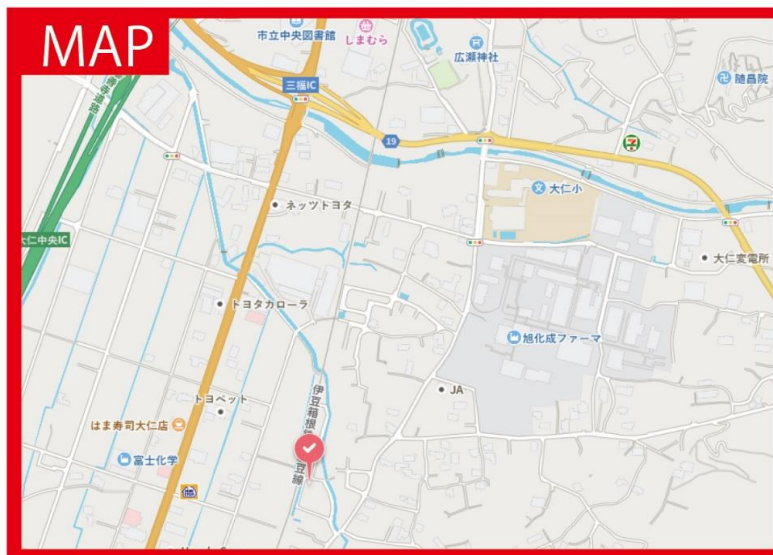 MAP
市立中央図書館
しまむら
広瀬神社
随昌院
三福IC
19
大仁小
ネッツトヨタ
大仁中央IC
大仁変電所
トヨタカローラ
旭化成ファーマ
JA
トヨペット
はま寿司大仁店
富士化学
伊豆箱根
豆線